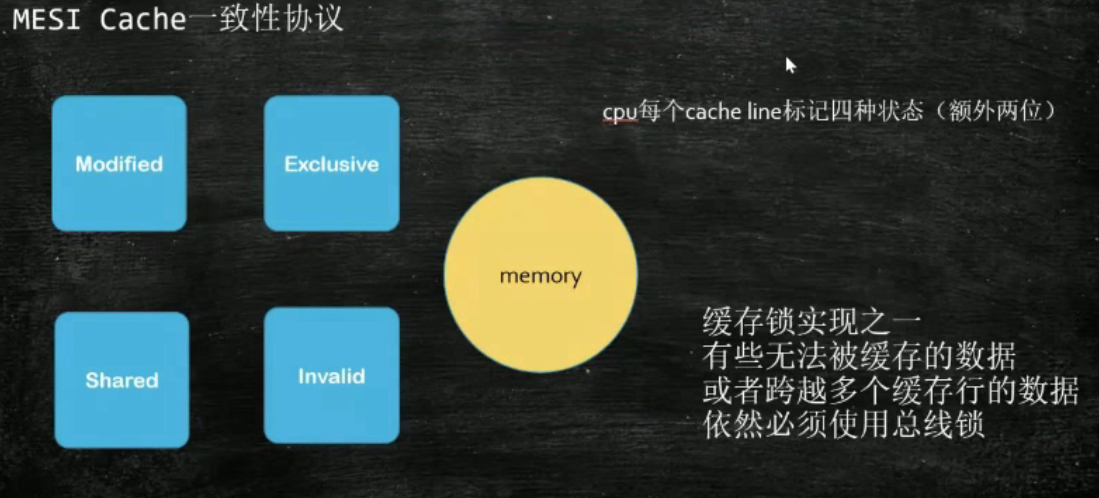 MESI Cache一致性协议
cpu每个cache line标记四种状态（额外两位）
Modified
Exclusive
memory
Shared
Invalid
缓存锁实现之一
有些无法被缓存的数据
或者跨越多个缓存行的数据
依然必须使用总线锁